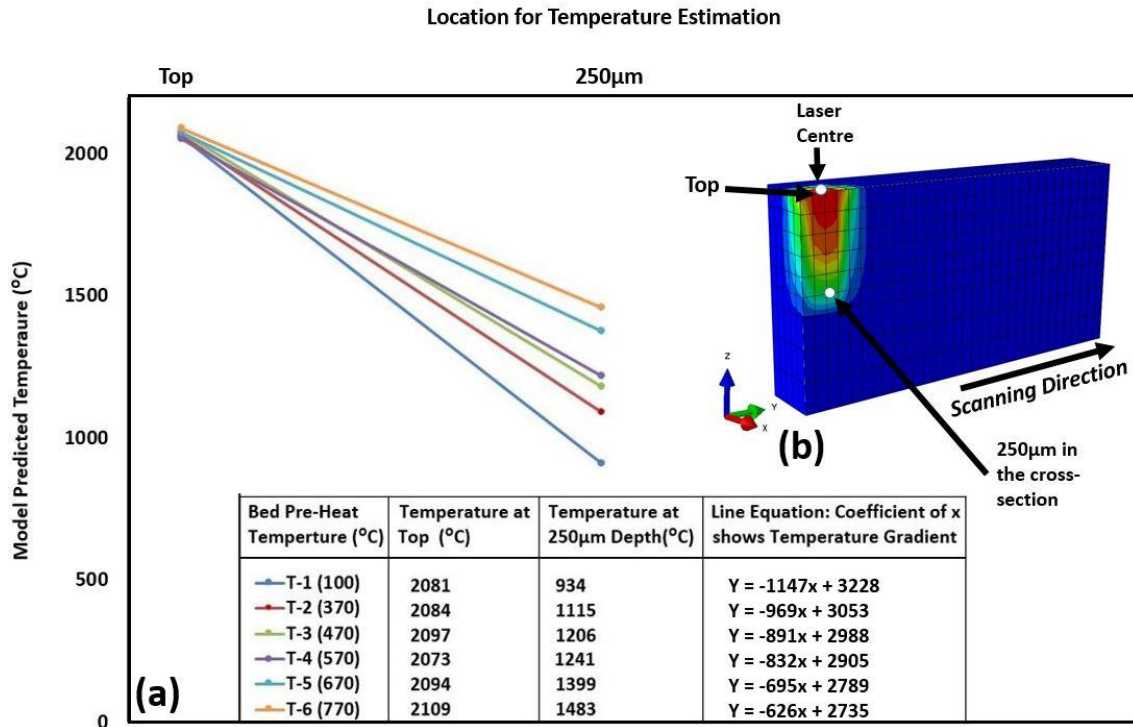 Location for Temperature Estimation
Top 250μm
Model Predicted Temperaure (⁰C)
2000
1500
1000
500
0
Laser
Centre
Top
Scanning Direction
250μm in
the cross-
section
Z
Y
X
(b)
Bed Pre-Heat Temperature at Temperature at Line Equation: Coefficient of x
Temperture (⁰C) Top (⁰C) 250μm Depth(⁰C) shows Temperature Gradient
T-1 (100) 2081 934 Y = -1147x + 3228
T-2 (370) 2084 1115 Y = -969x + 3053
T-3 (470) 2097 1206 Y = -891x + 2988
T-4 (570) 2073 1241 Y = -832x + 2905
T-5 (670) 2094 1399 Y = -695x + 2789
T-6 (770) 2109 1483 Y = -626x + 2735
(a)